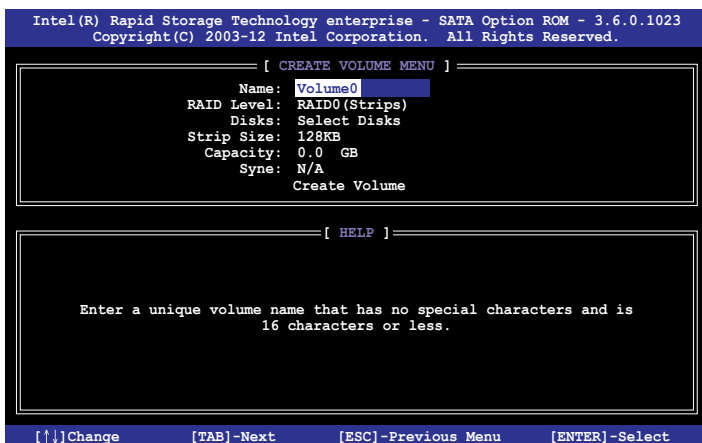 Intel(R) Rapid Storage Technology enterprise - SATA Option ROM - 3.6.0.1023
Copyright(C) 2003-12 Intel Corporation. All Rights Reserved.
[ CREATE VOLUME MENU ]
Name: Volume0
RAID Level: RAID0(Strips)
Disks: Select Disks
Strip Size: 128KB
Capacity: 0.0 GB
Syne: N/A
Create Volume
[ HELP ]
Enter a unique volume name that has no special characters and is
16 characters or less.
[↑↓]Change [TAB]-Next [ESC]-Previous Menu [ENTER]-Select